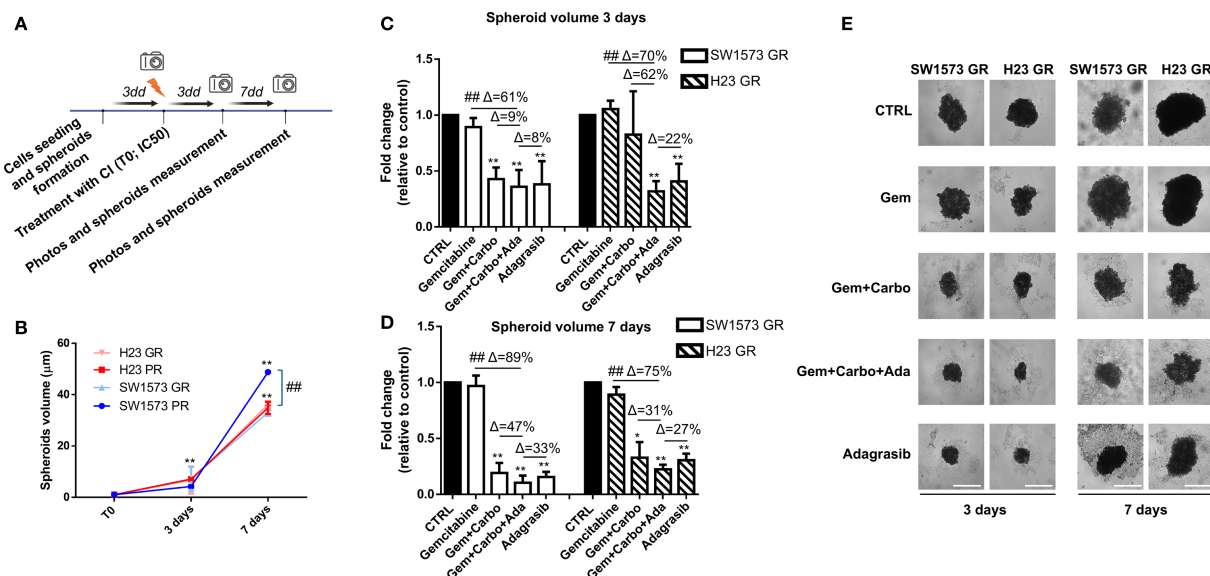 A
3dd
3dd
7dd
Cells seeding
and spheroids
formation
Treatment with CI (T0; IC50)
Photos and spheroids measurement
Photos and spheroids measurement
B
Spheroids volume (μm)
60
40
20
0
H23 GR
H23 PR
SW1573 GR
SW1573 PR
**
**
**
##
T0
3 days
7 days
C
Spheroid volume 3 days
Fold change
(relative to control)
1.5
1.0
0.5
0.0
SW1573 GR
H23 GR
## Δ=61%
Δ=9%
Δ=8%
**
**
**
## Δ=70%
Δ=62%
Δ=22%
**
**
CTRL
Gemcitabine
Gem+Carbo
Gem+Carbo+Ada
Adagrasib
CTRL
Gemcitabine
Gem+Carbo
Gem+Carbo+Ada
Adagrasib
D
Spheroid volume 7 days
Fold change
(relative to control)
1.5
1.0
0.5
0.0
SW1573 GR
H23 GR
## Δ=89%
Δ=47%
Δ=33%
**
**
**
## Δ=75%
Δ=31%
Δ=27%
*
**
**
CTRL
Gemcitabine
Gem+Carbo
Gem+Carbo+Ada
Adagrasib
CTRL
Gemcitabine
Gem+Carbo
Gem+Carbo+Ada
Adagrasib
E
SW1573 GR H23 GR SW1573 GR H23 GR
CTRL
Gem
Gem+Carbo
Gem+Carbo+Ada
Adagrasib
3 days 7 days